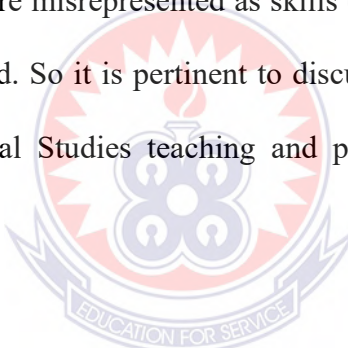 re misrepresented as skills
d. So it is pertinent to discu
al Studies teaching and p
EDUCATION FOR SERVICE